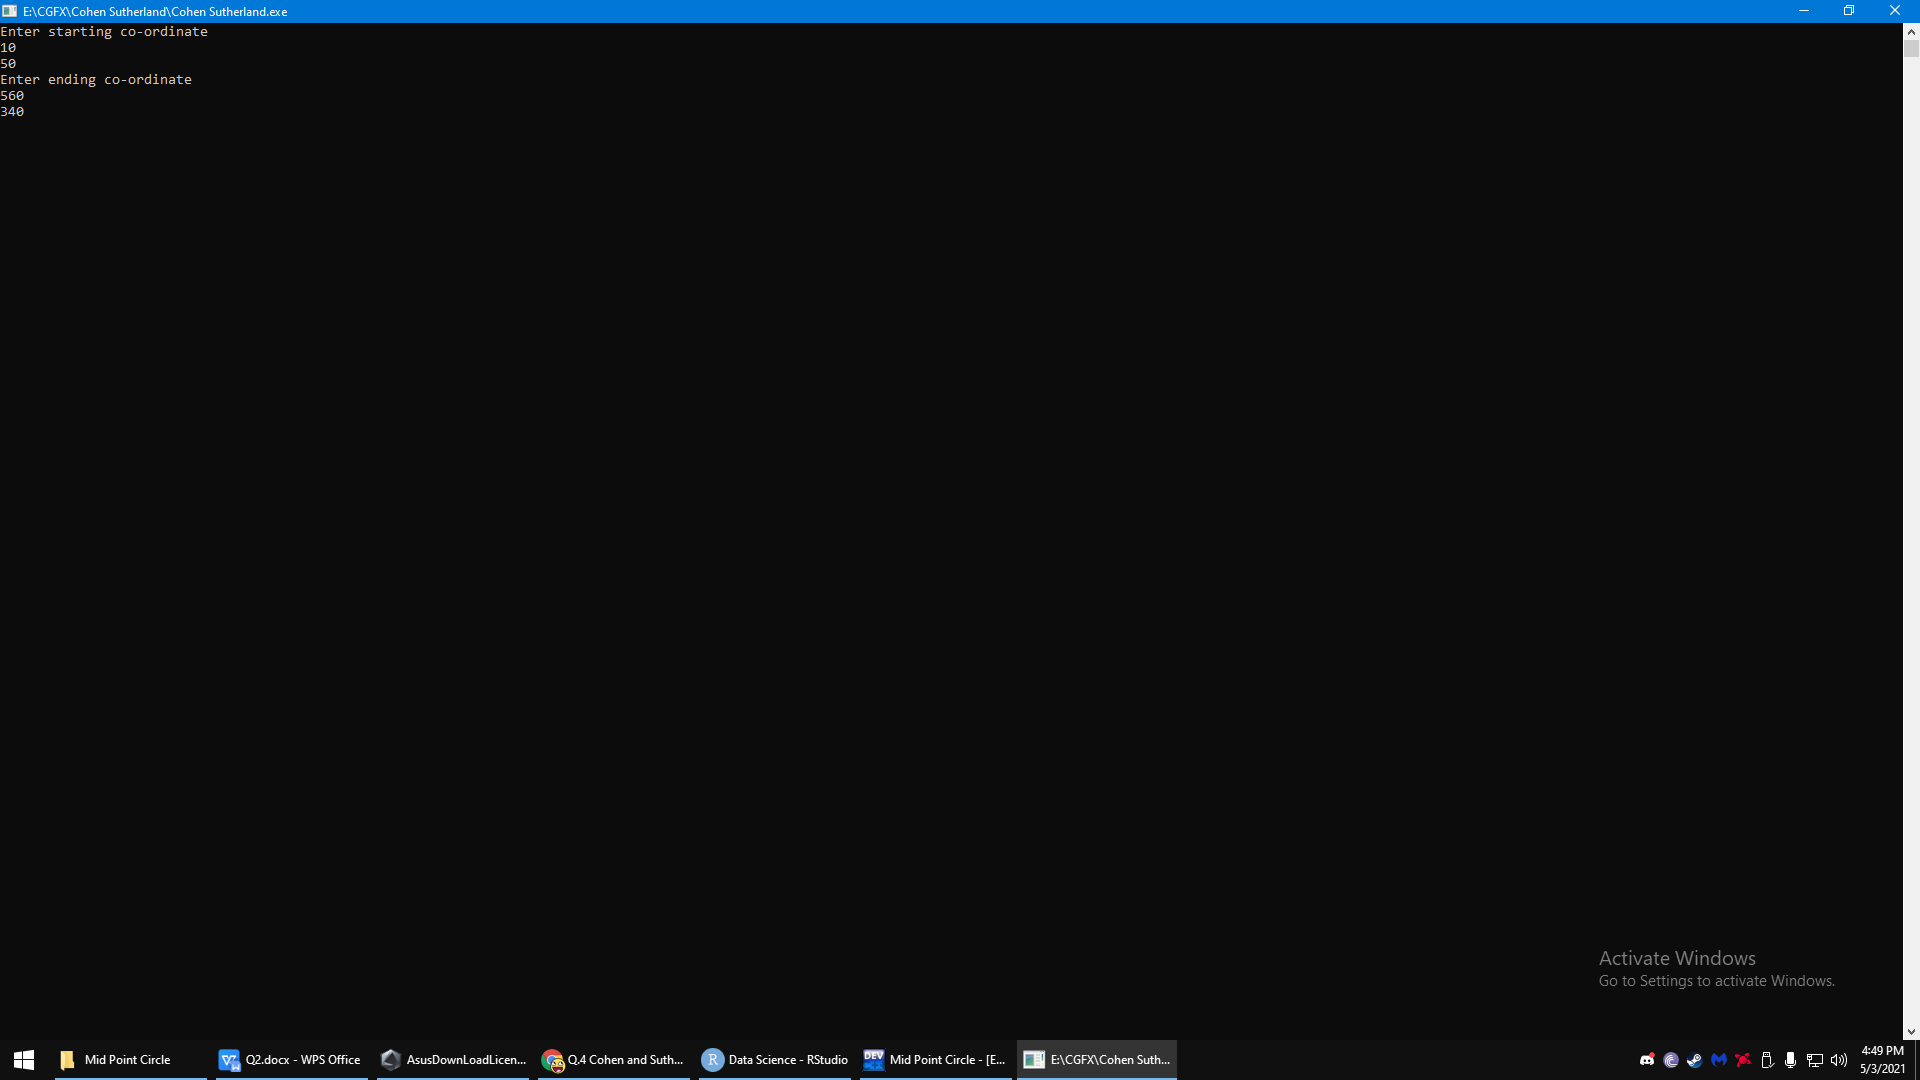 E:\CGFX\Cohen Sutherland\Cohen Sutherland.exe
Enter starting co-ordinate
10
50
Enter ending co-ordinate
560
340
Activate Windows
Go to Settings to activate Windows.
Mid Point Circle
Q2.docx - WPS Office
AsusDownLoadLicen...
Q.4 Cohen and Suth...
R
Data Science - RStudio
DEV
Mid Point Circle - [E...
E:\CGFX\Cohen Suth...
4:49 PM
5/3/2021